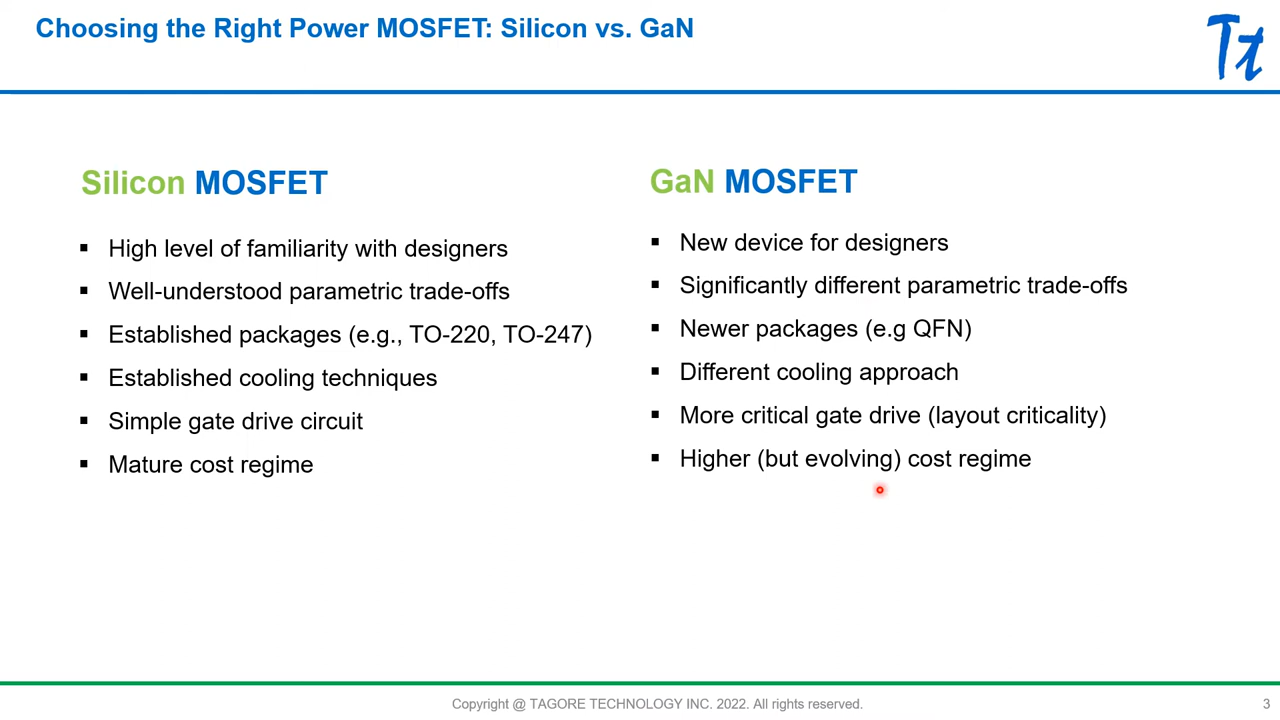 Choosing the Right Power MOSFET: Silicon vs. GaN
Tt
Silicon MOSFET
▪ High level of familiarity with designers
▪ Well-understood parametric trade-offs
▪ Established packages (e.g., TO-220, TO-247)
▪ Established cooling techniques
▪ Simple gate drive circuit
▪ Mature cost regime
GaN MOSFET
▪ New device for designers
▪ Significantly different parametric trade-offs
▪ Newer packages (e.g QFN)
▪ Different cooling approach
▪ More critical gate drive (layout criticality)
▪ Higher (but evolving) cost regime
Copyright @ TAGORE TECHNOLOGY INC. 2022. All rights reserved.
3